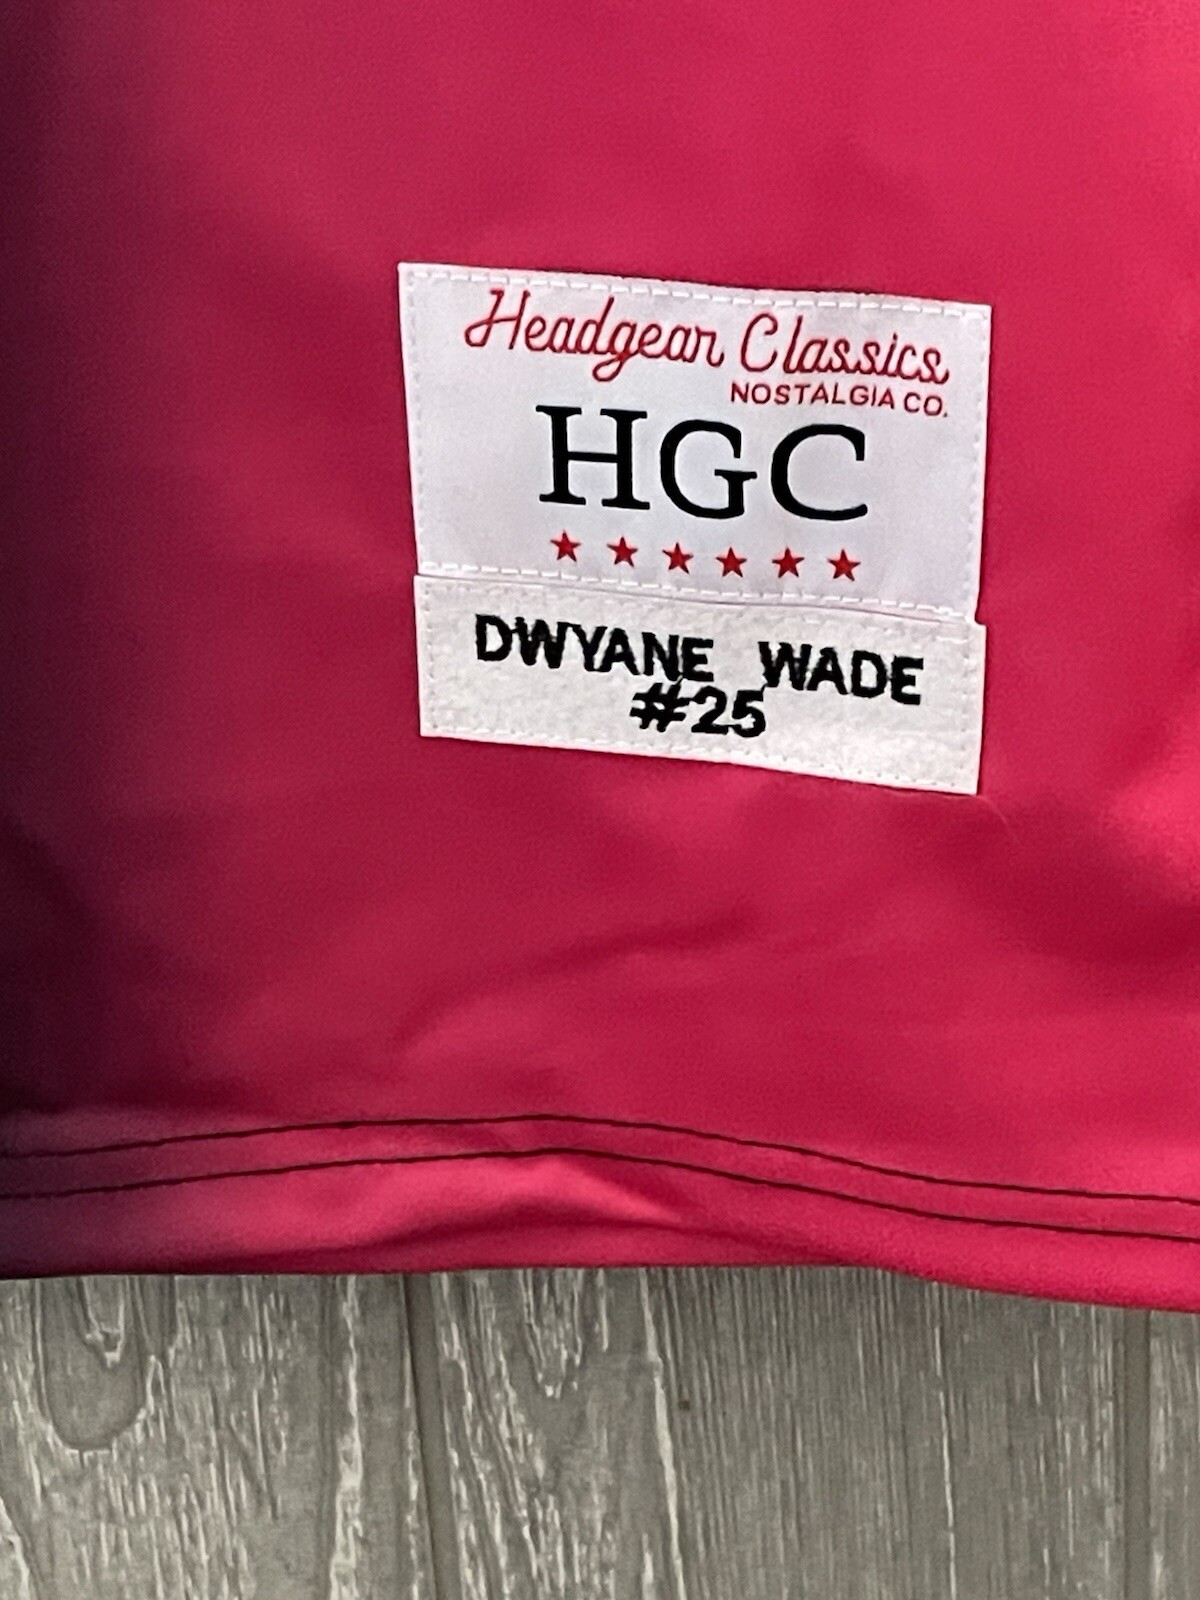 Headgear Classics
NOSTALGIA CO.
HGC
DWYANE WADE
#25